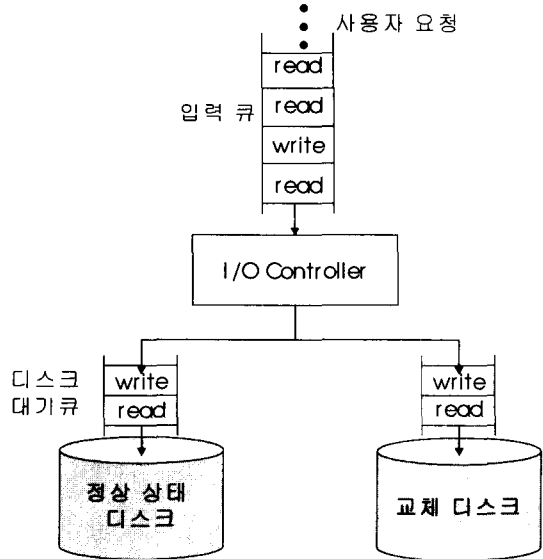 사용자 요청
read
read
입력 큐
write
read
I/O Controller
디스크
대기큐
write
read
write
read
정상 상태
디스크
교체 디스크